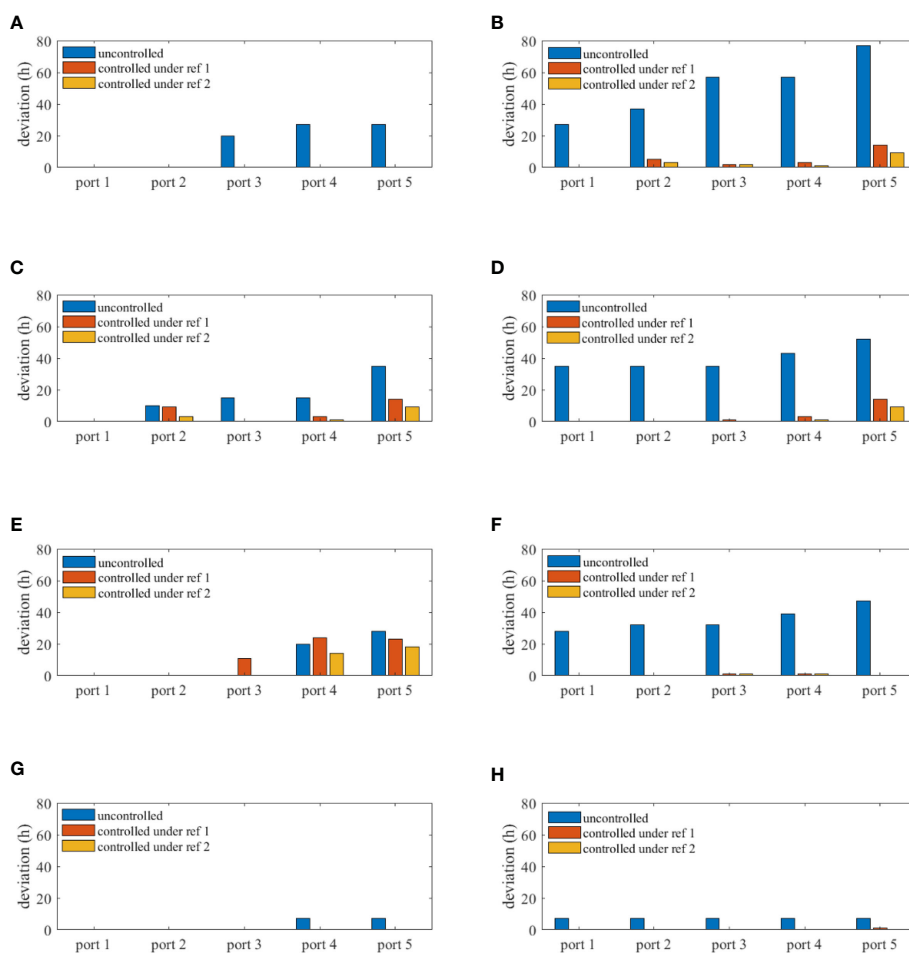 A
deviation (h)
80
60
40
20
0
uncontrolled
controlled under ref 1
controlled under ref 2
port 1 port 2 port 3 port 4 port 5
B
deviation (h)
80
60
40
20
0
uncontrolled
controlled under ref 1
controlled under ref 2
port 1 port 2 port 3 port 4 port 5
C
deviation (h)
80
60
40
20
0
uncontrolled
controlled under ref 1
controlled under ref 2
port 1 port 2 port 3 port 4 port 5
D
deviation (h)
80
60
40
20
0
uncontrolled
controlled under ref 1
controlled under ref 2
port 1 port 2 port 3 port 4 port 5
E
deviation (h)
80
60
40
20
0
uncontrolled
controlled under ref 1
controlled under ref 2
port 1 port 2 port 3 port 4 port 5
F
deviation (h)
80
60
40
20
0
uncontrolled
controlled under ref 1
controlled under ref 2
port 1 port 2 port 3 port 4 port 5
G
deviation (h)
80
60
40
20
0
uncontrolled
controlled under ref 1
controlled under ref 2
port 1 port 2 port 3 port 4 port 5
H
deviation (h)
80
60
40
20
0
uncontrolled
controlled under ref 1
controlled under ref 2
port 1 port 2 port 3 port 4 port 5